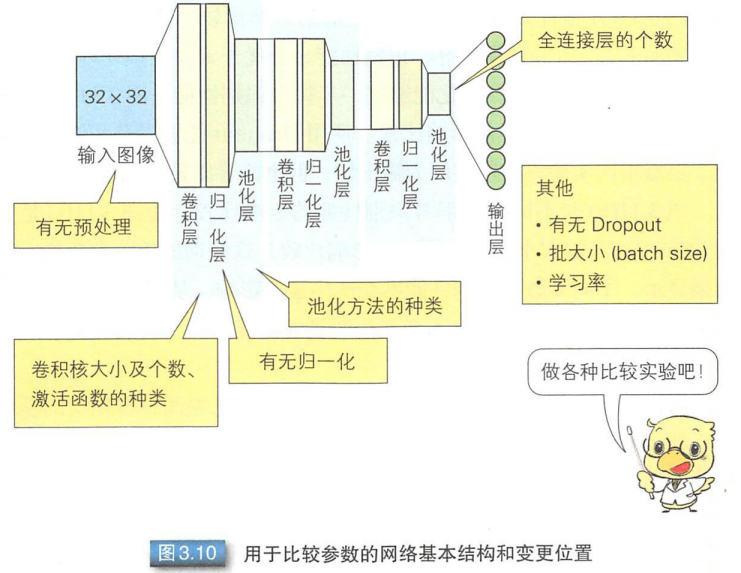 32×32
输入图像
有无预处理
卷积层
归一化层
池化层
卷积层
归一化层
池化层
卷积层
归一化层
池化层
输出层
全连接层的个数
池化方法的种类
有无归一化
卷积核大小及个数、
激活函数的种类
其他
・有无 Dropout
・批大小 (batch size)
・学习率
做各种比较实验吧!
图3.10 用于比较参数的网络基本结构和变更位置